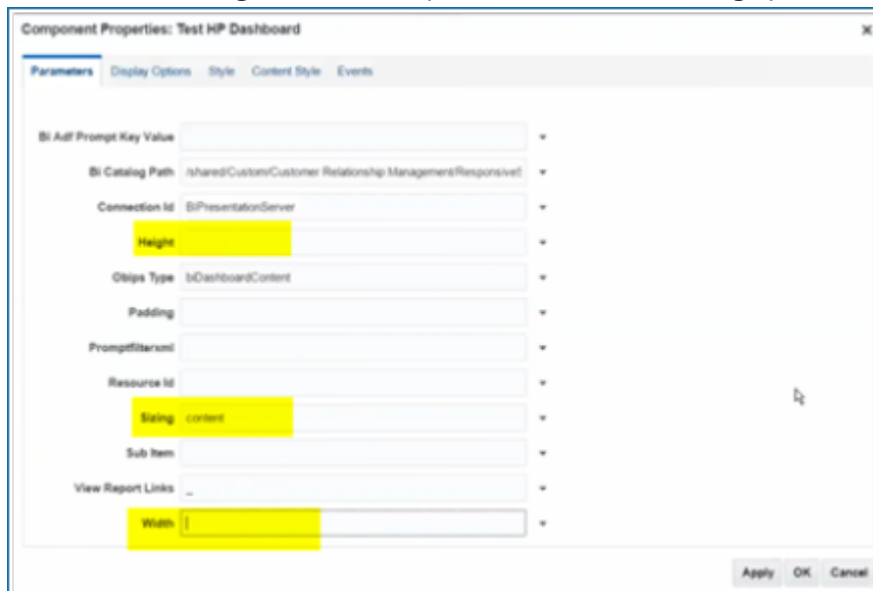 Component Properties: Test HP Dashboard
Parameters Display Options Style Content Style Events
Bi Adf Prompt Key Value
Bi Catalog Path /shared/Custom/Customer Relationship Management/Responsive
Connection Id BIPresentationServer
Height
Obips Type biDashboardContent
Padding
Promptfilterxml
Resource Id
Sizing content
Sub Item
View Report Links _
Width
Apply OK Cancel